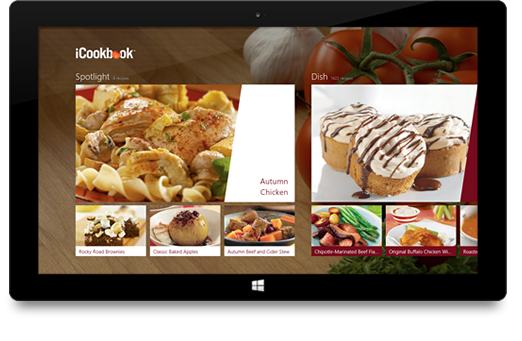 iCookbook
Spotlight
Dish
Autumn
Chicken
Rocky Road Brownies
Classic Baked Apples
Autumn Beef and Cider Stew
Chipotle-Marinated Beef Fla...
Original Buffalo Chicken Wi...
Roaste